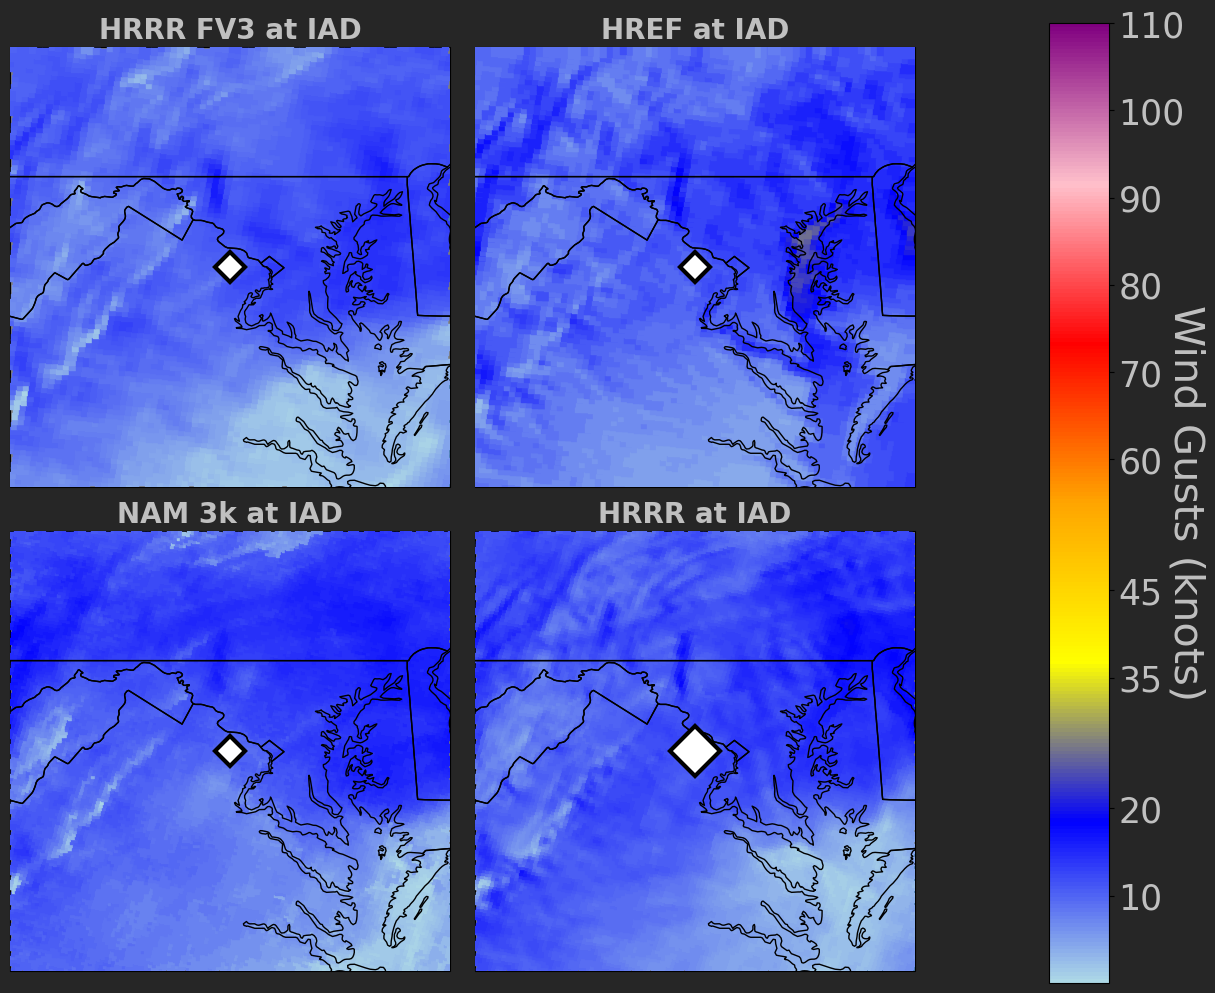 HRRR FV3 at IAD
HREF at IAD
NAM 3k at IAD
HRRR at IAD
110
100
90
80
70
60
45
35
20
10
Wind Gusts (knots)